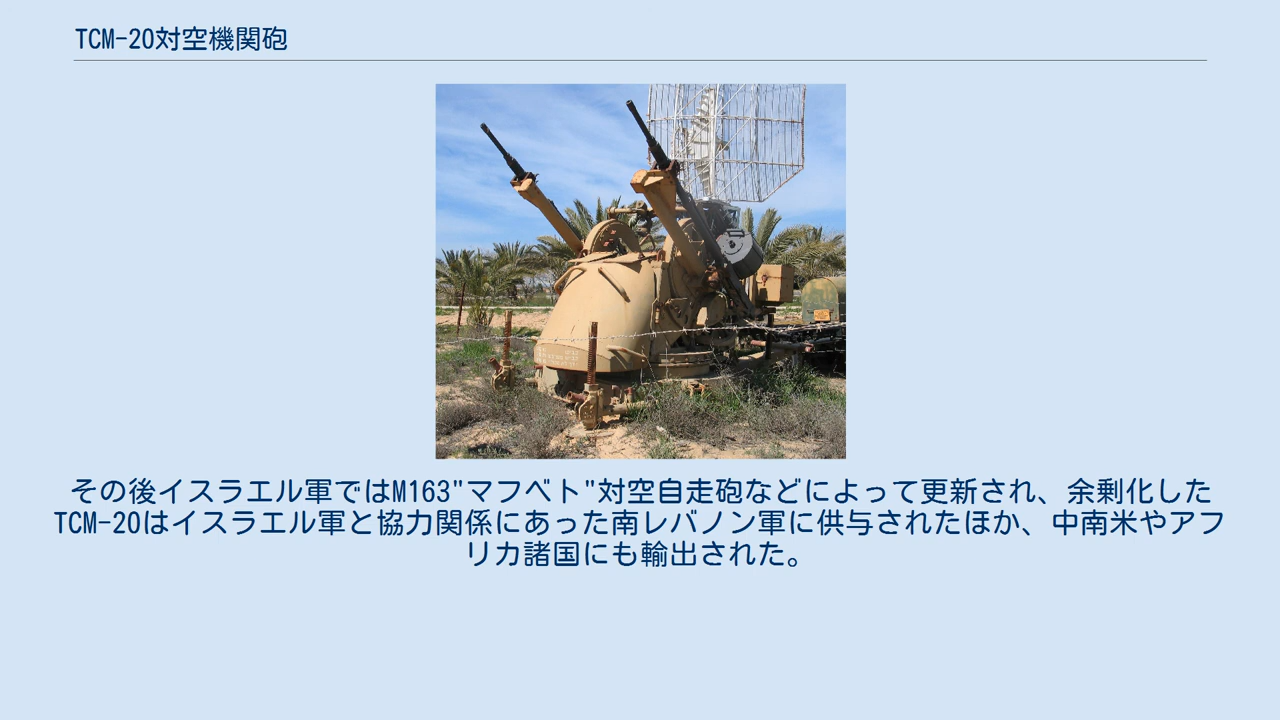 TCM-20対空機関砲
その後イスラエル軍ではM163"マフベト"対空自走砲などによって更新され、余剰化した
TCM-20はイスラエル軍と協力関係にあった南レバノン軍に供与されたほか、中南米やアフ
リカ諸国にも輸出された。